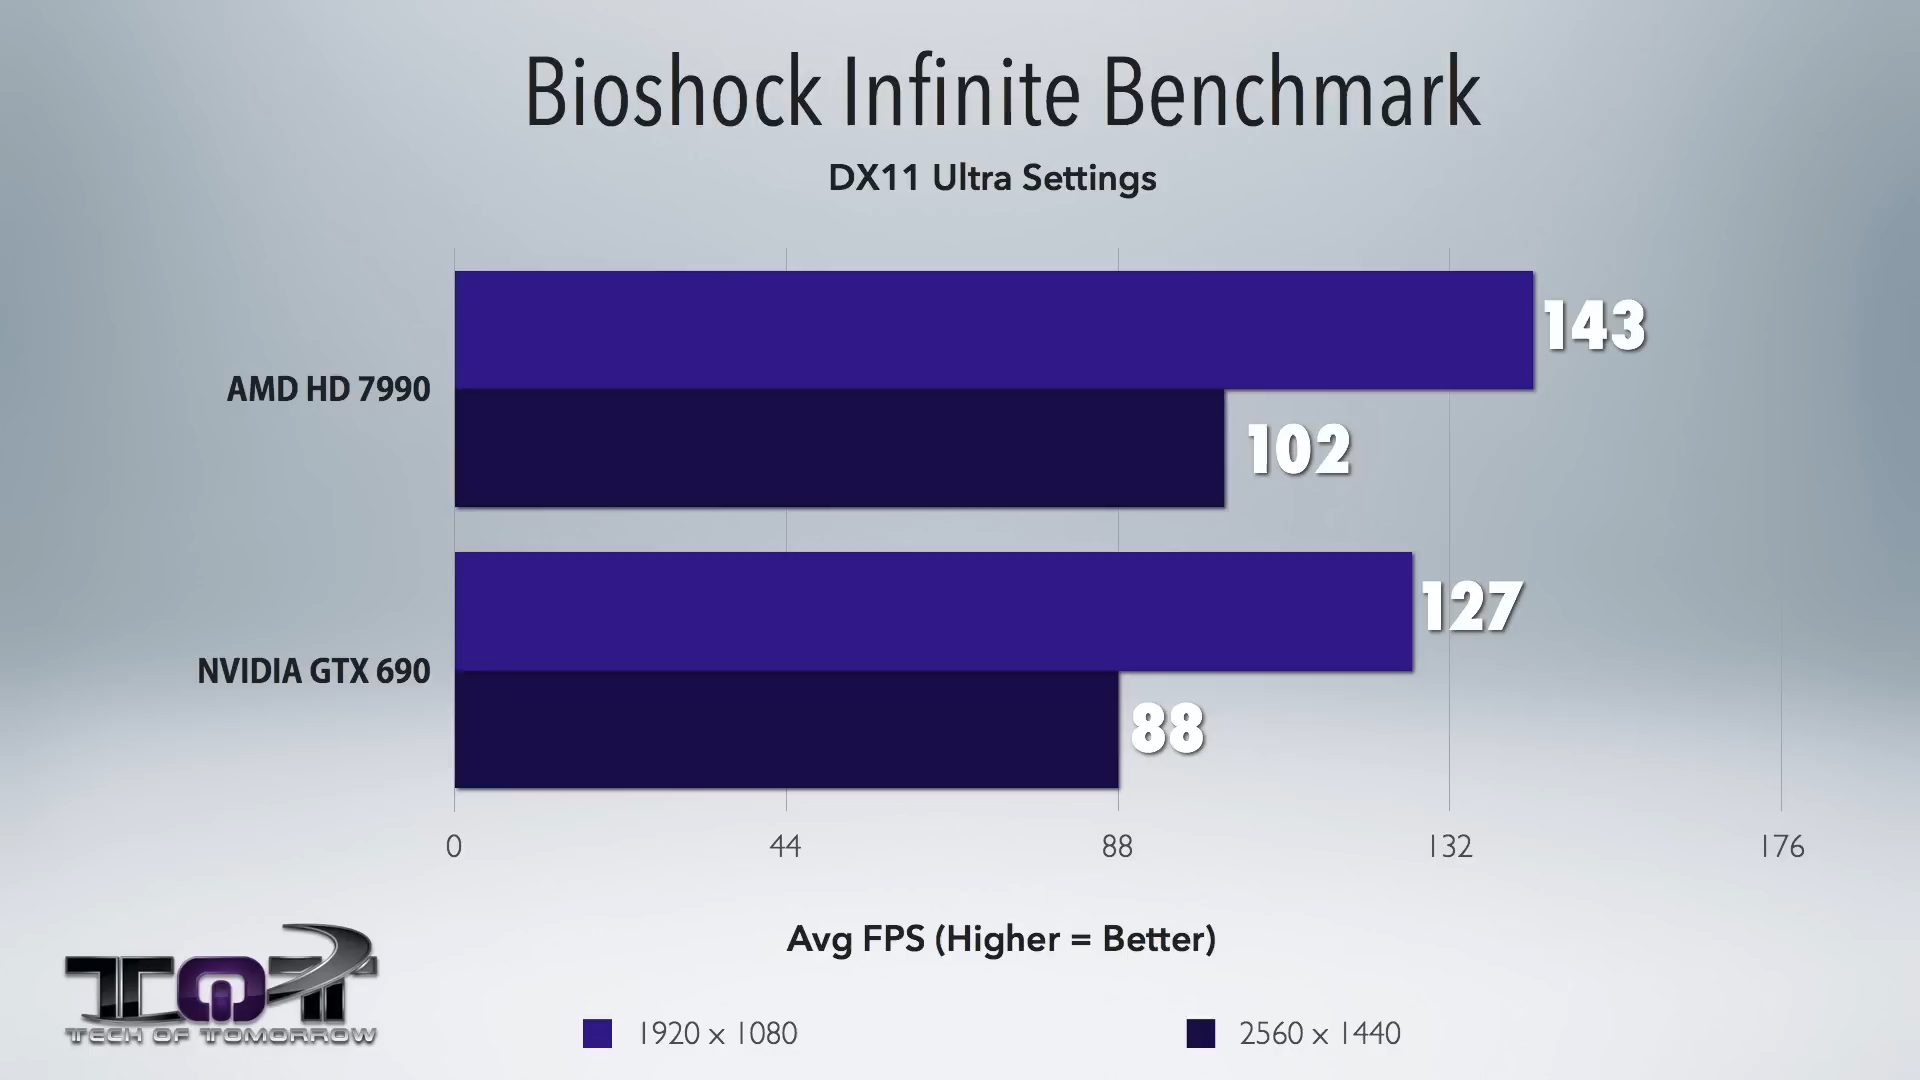 Bioshock Infinite Benchmark
DX11 Ultra Settings
143
AMD HD 7990
102
127
NVIDIA GTX 690
88
0 44 88 132 176
Avg FPS (Higher = Better)
TOT
TECH OF TOMORROW
1920 x 1080 2560 x 1440